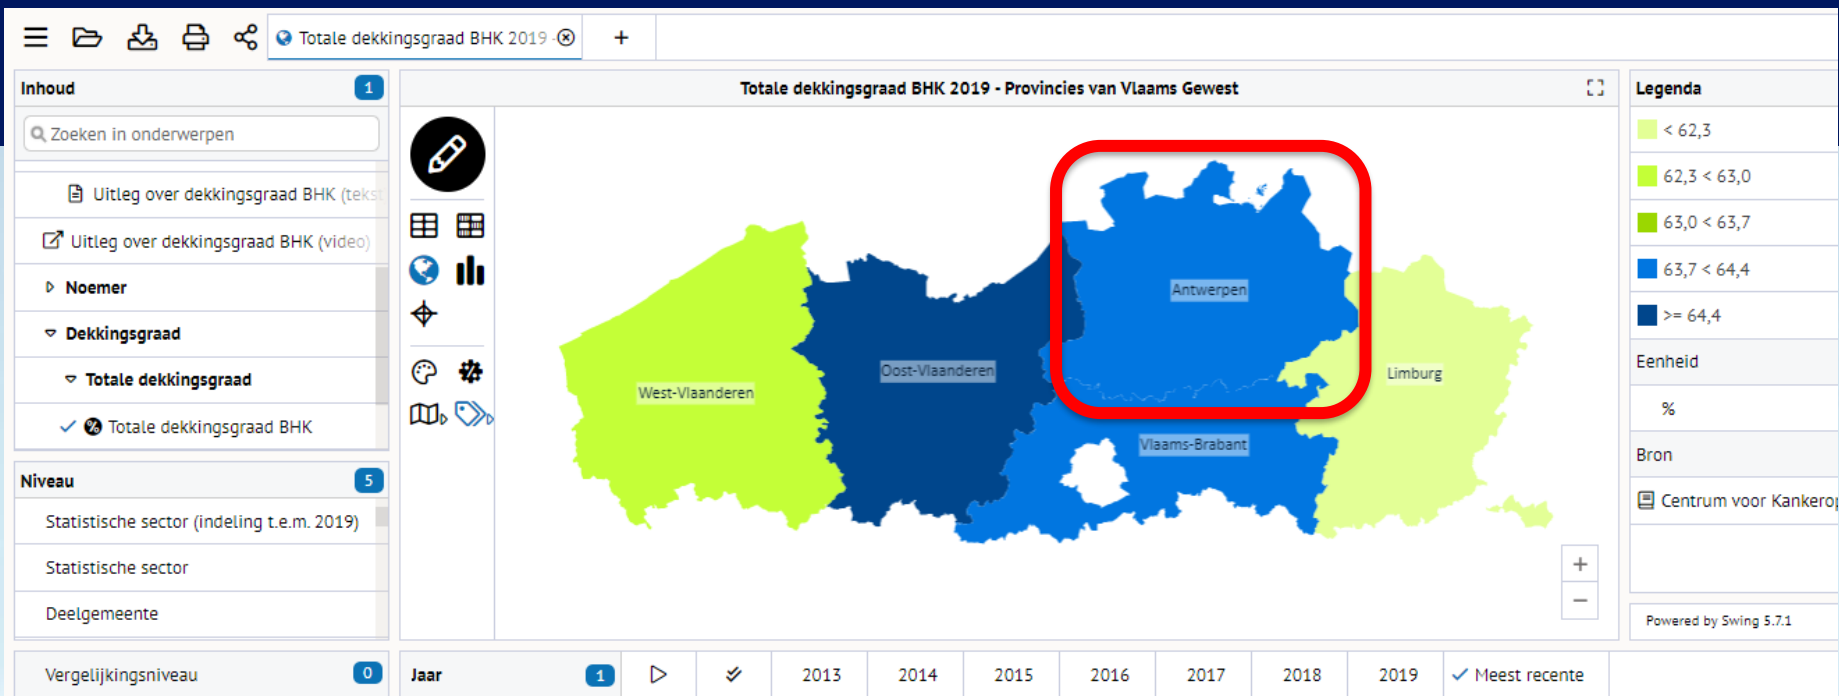 Totale dekkingsgraad BHK 2019 -
+
Inhoud
1
Zoeken in onderwerpen
Uitleg over dekkingsgraad BHK (tekst
Uitleg over dekkingsgraad BHK (video)
Noemer
Dekkingsgraad
Totale dekkingsgraad
Totale dekkingsgraad BHK
Niveau
5
Statistische sector (indeling t.e.m. 2019)
Statistische sector
Deelgemeente
Vergelijkingsniveau
0
Totale dekkingsgraad BHK 2019 - Provincies van Vlaams Gewest
West-Vlaanderen
Oost-Vlaanderen
Antwerpen
Vlaams-Brabant
Limburg
+
−
Legenda
< 62,3
62,3 < 63,0
63,0 < 63,7
63,7 < 64,4
>= 64,4
Eenheid
%
Bron
Centrum voor Kankerop
Powered by Swing 5.7.1
Jaar
1
2013
2014
2015
2016
2017
2018
2019
Meest recente